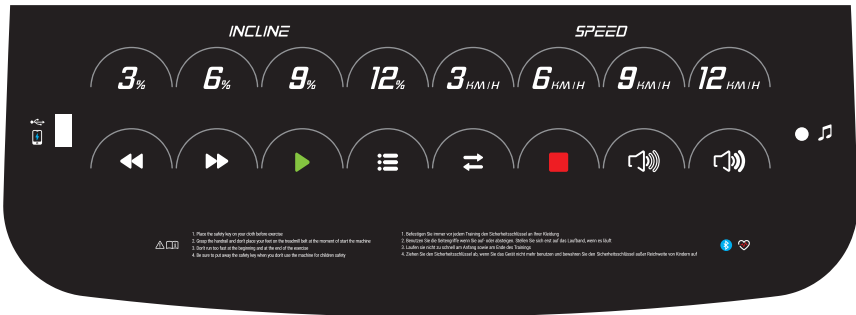 INCLINE
SPEED
3% 6% 9% 12% 3 KM/H 6 KM/H 9 KM/H 12 KM/H
1. Place the safety key on your cloth before exercise
2. Grasp the handrail and don't place your feet on the treadmill belt at the moment of start the machine
3. Don't run too fast at the beginning and at the end of the exercise
4. Be sure to put away the safety key when you don't use the machine for children safety
1. Befestigen Sie immer vor jedem Training den Sicherheitsschlüssel an Ihrer Kleidung
2. Benutzen Sie die Seitengriffe wenn Sie auf- oder absteigen. Stellen Sie sich erst auf das Laufband, wenn es läuft
3. Laufen sie nicht zu schnell am Anfang sowie am Ende des Trainings
4. Ziehen Sie den Sicherheitsschlüssel ab, wenn Sie das Gerät nicht mehr benutzen und bewahren Sie den Sicherheitsschlüssel außer Reichweite von Kindern auf